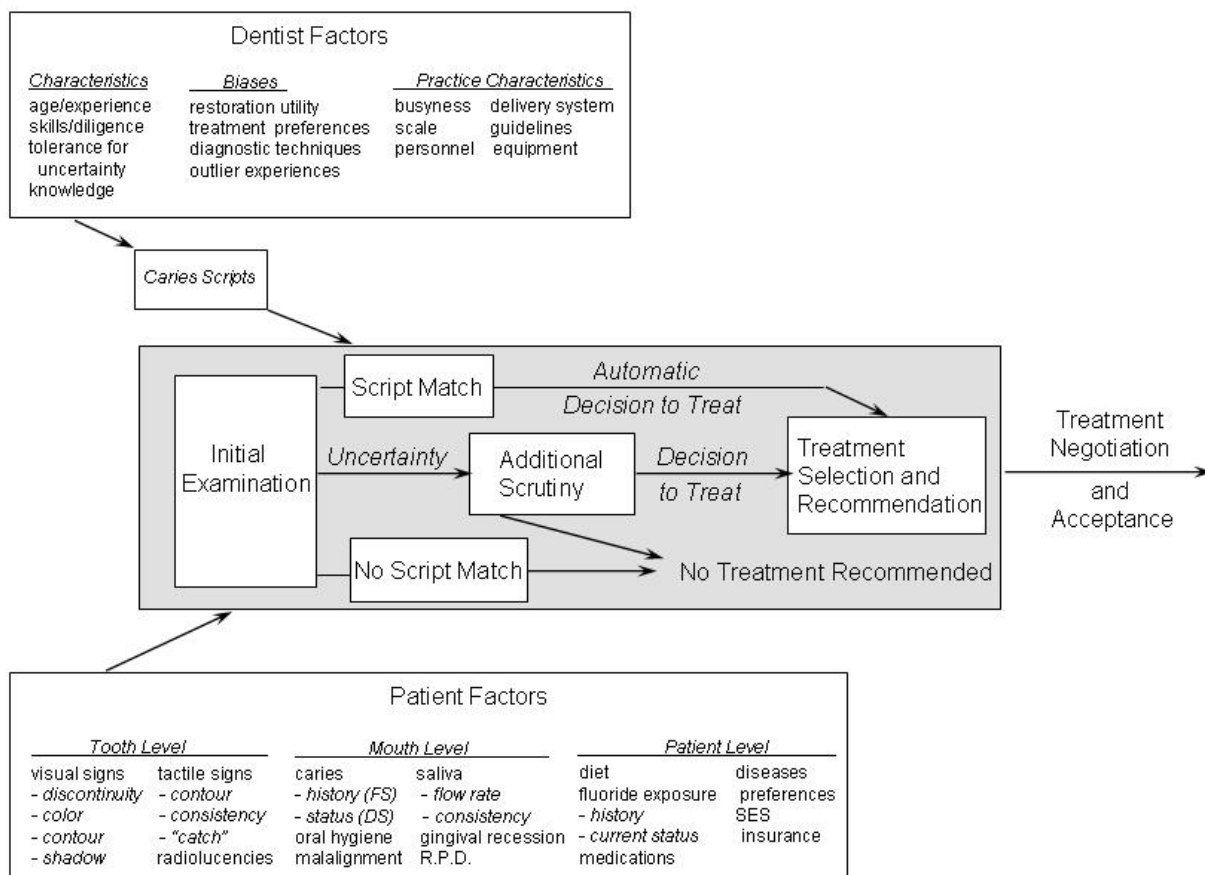 Dentist Factors
Characteristics
age/experience
skills/diligence
tolerance for
uncertainty
knowledge
Biases
restoration utility
treatment preferences
diagnostic techniques
outlier experiences
Practice Characteristics
busyness delivery system
scale guidelines
personnel equipment
Caries Scripts
Initial
Examination
Script Match
Automatic
Decision to Treat
Uncertainty
Additional
Scrutiny
Decision
to Treat
Treatment
Selection and
Recommendation
No Script Match
No Treatment Recommended
Treatment
Negotiation
and
Acceptance
Patient Factors
Tooth Level
visual signs tactile signs
- discontinuity - contour
- color - consistency
- contour - "catch"
- shadow radiolucencies
Mouth Level
caries saliva
- history (FS) - flow rate
- status (DS) - consistency
oral hygiene gingival recession
malalignment R.P.D.
Patient Level
diet diseases
fluoride exposure preferences
- history SES
- current status insurance
medications